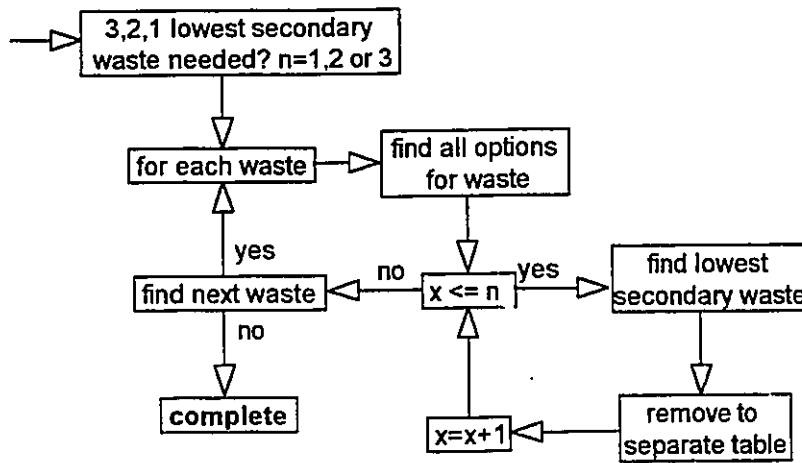 3,2,1 lowest secondary
waste needed? n=1,2 or 3
for each waste
find all options
for waste
yes
no
yes
find next waste
x <= n
find lowest
secondary waste
no
complete
x=x+1
remove to
separate table